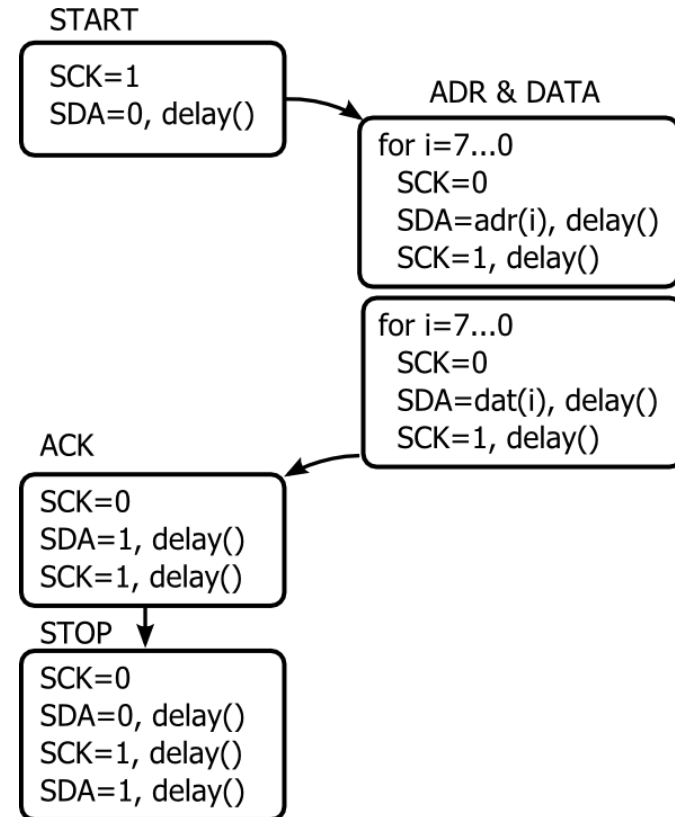 START
SCK=1
SDA=0, delay()
ADR & DATA
for i=7...0
SCK=0
SDA=adr(i), delay()
SCK=1, delay()
for i=7...0
SCK=0
SDA=dat(i), delay()
SCK=1, delay()
ACK
SCK=0
SDA=1, delay()
SCK=1, delay()
STOP
SCK=0
SDA=0, delay()
SCK=1, delay()
SDA=1, delay()